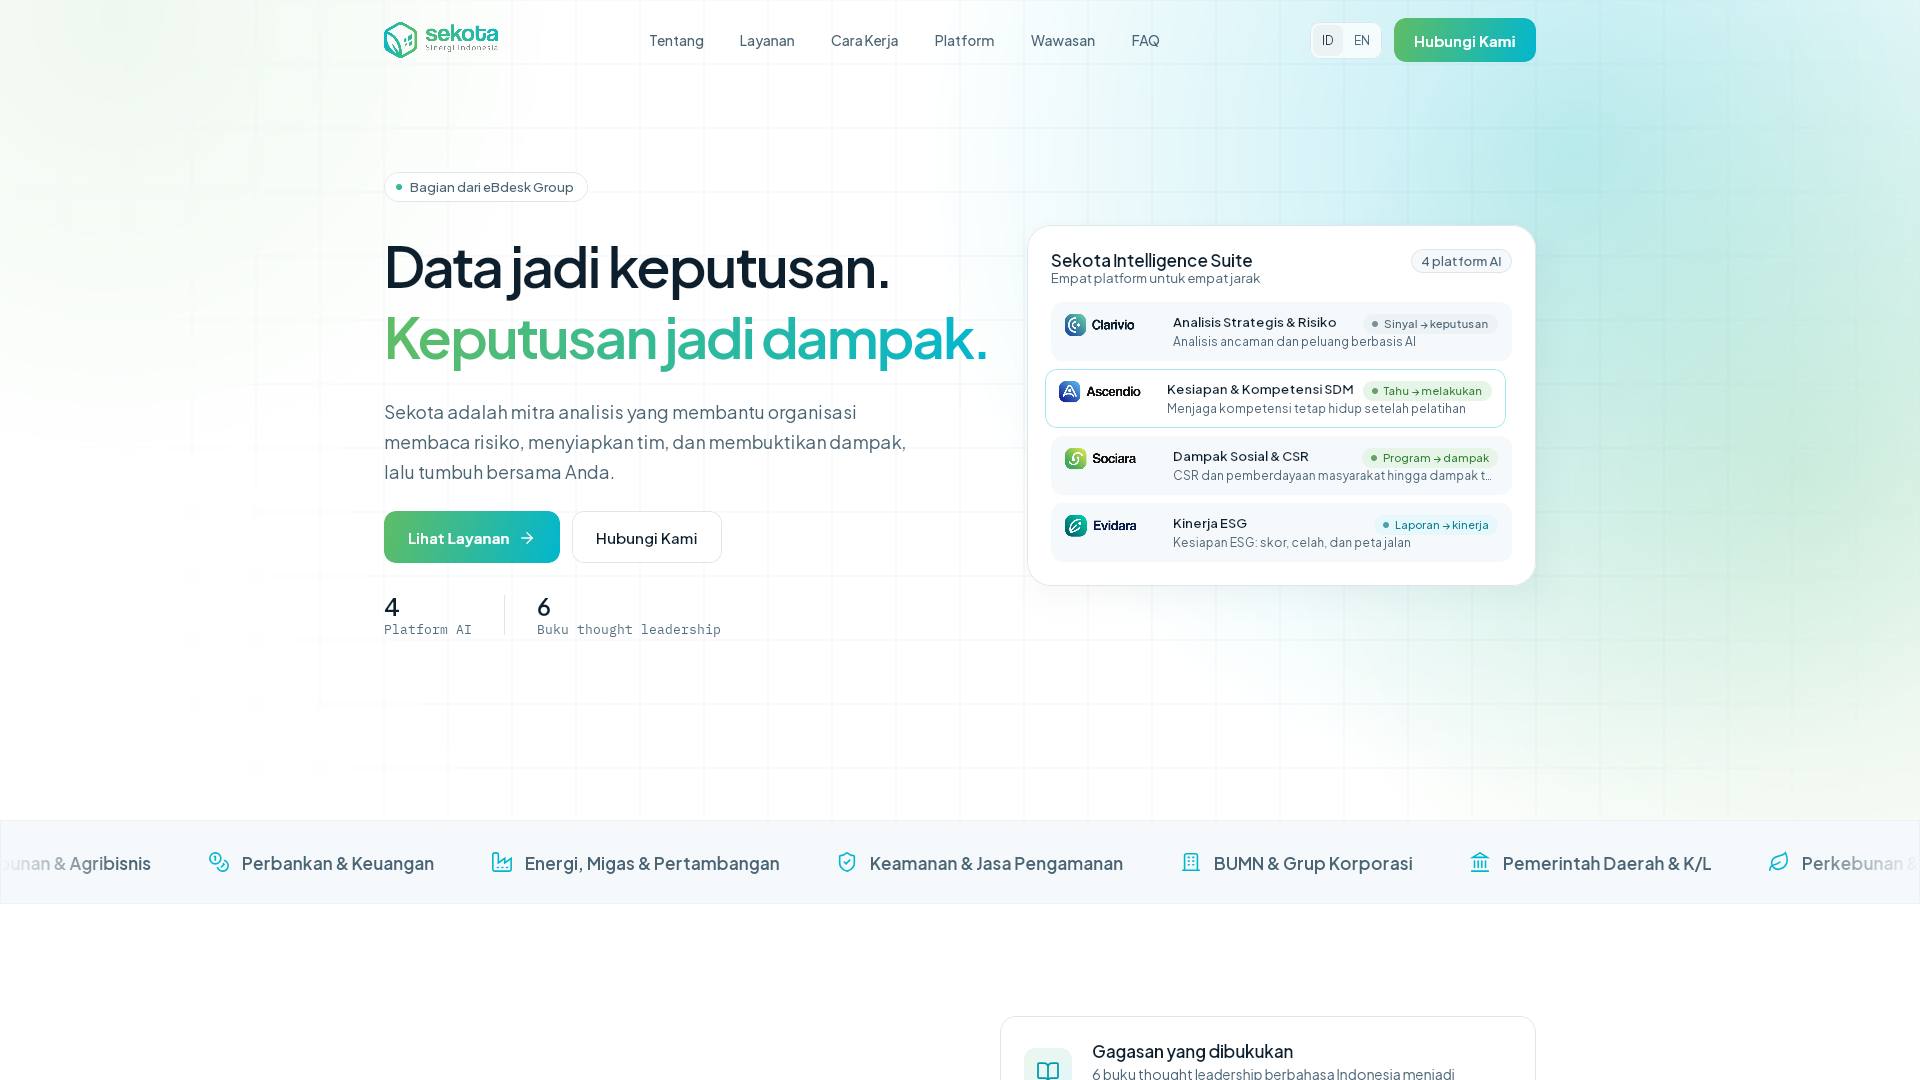 sekota
Sinergi Indonesia
Tentang
Layanan
Cara Kerja
Platform
Wawasan
FAQ
ID
EN
Hubungi Kami
Bagian dari eBdesk Group
Data jadi keputusan.
Keputusan jadi dampak.
Sekota adalah mitra analisis yang membantu organisasi
membaca risiko, menyiapkan tim, dan membuktikan dampak,
lalu tumbuh bersama Anda.
Lihat Layanan →
Hubungi Kami
4
Platform AI
6
Buku thought leadership
Sekota Intelligence Suite
4 platform AI
Empat platform untuk empat jarak
Clarivio
Analisis Strategis & Risiko
Sinyal → keputusan
Analisis ancaman dan peluang berbasis AI
Ascendio
Kesiapan & Kompetensi SDM
Tahu → melakukan
Menjaga kompetensi tetap hidup setelah pelatihan
Sociara
Dampak Sosial & CSR
Program → dampak
CSR dan pemberdayaan masyarakat hingga dampak t...
Evidara
Kinerja ESG
Laporan → kinerja
Kesiapan ESG: skor, celah, dan peta jalan
& Agribisnis
Perbankan & Keuangan
Energi, Migas & Pertambangan
Keamanan & Jasa Pengamanan
BUMN & Grup Korporasi
Pemerintah Daerah & K/L
Perkebunan &
Gagasan yang dibukukan
6 buku thought leadership berbahasa Indonesia menjadi